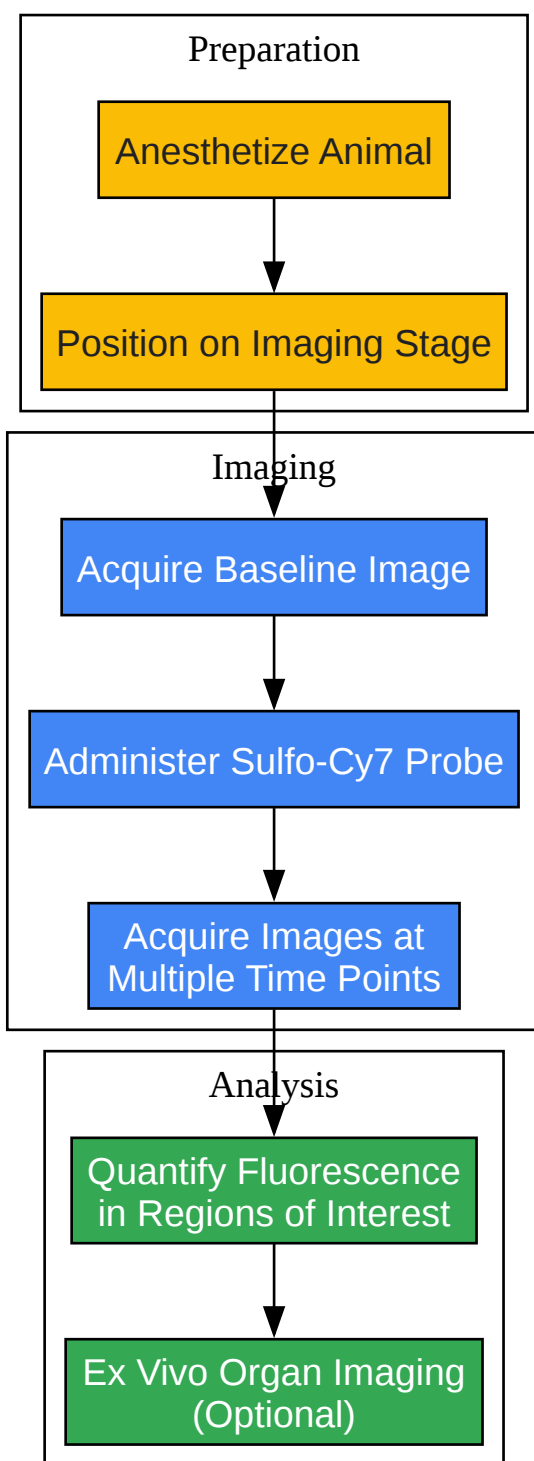 Preparation
Anesthetize Animal
Position on Imaging Stage
Imaging
Acquire Baseline Image
Administer Sulfo-Cy7 Probe
Acquire Images at
Multiple Time Points
Analysis
Quantify Fluorescence
in Regions of Interest
Ex Vivo Organ Imaging
(Optional)